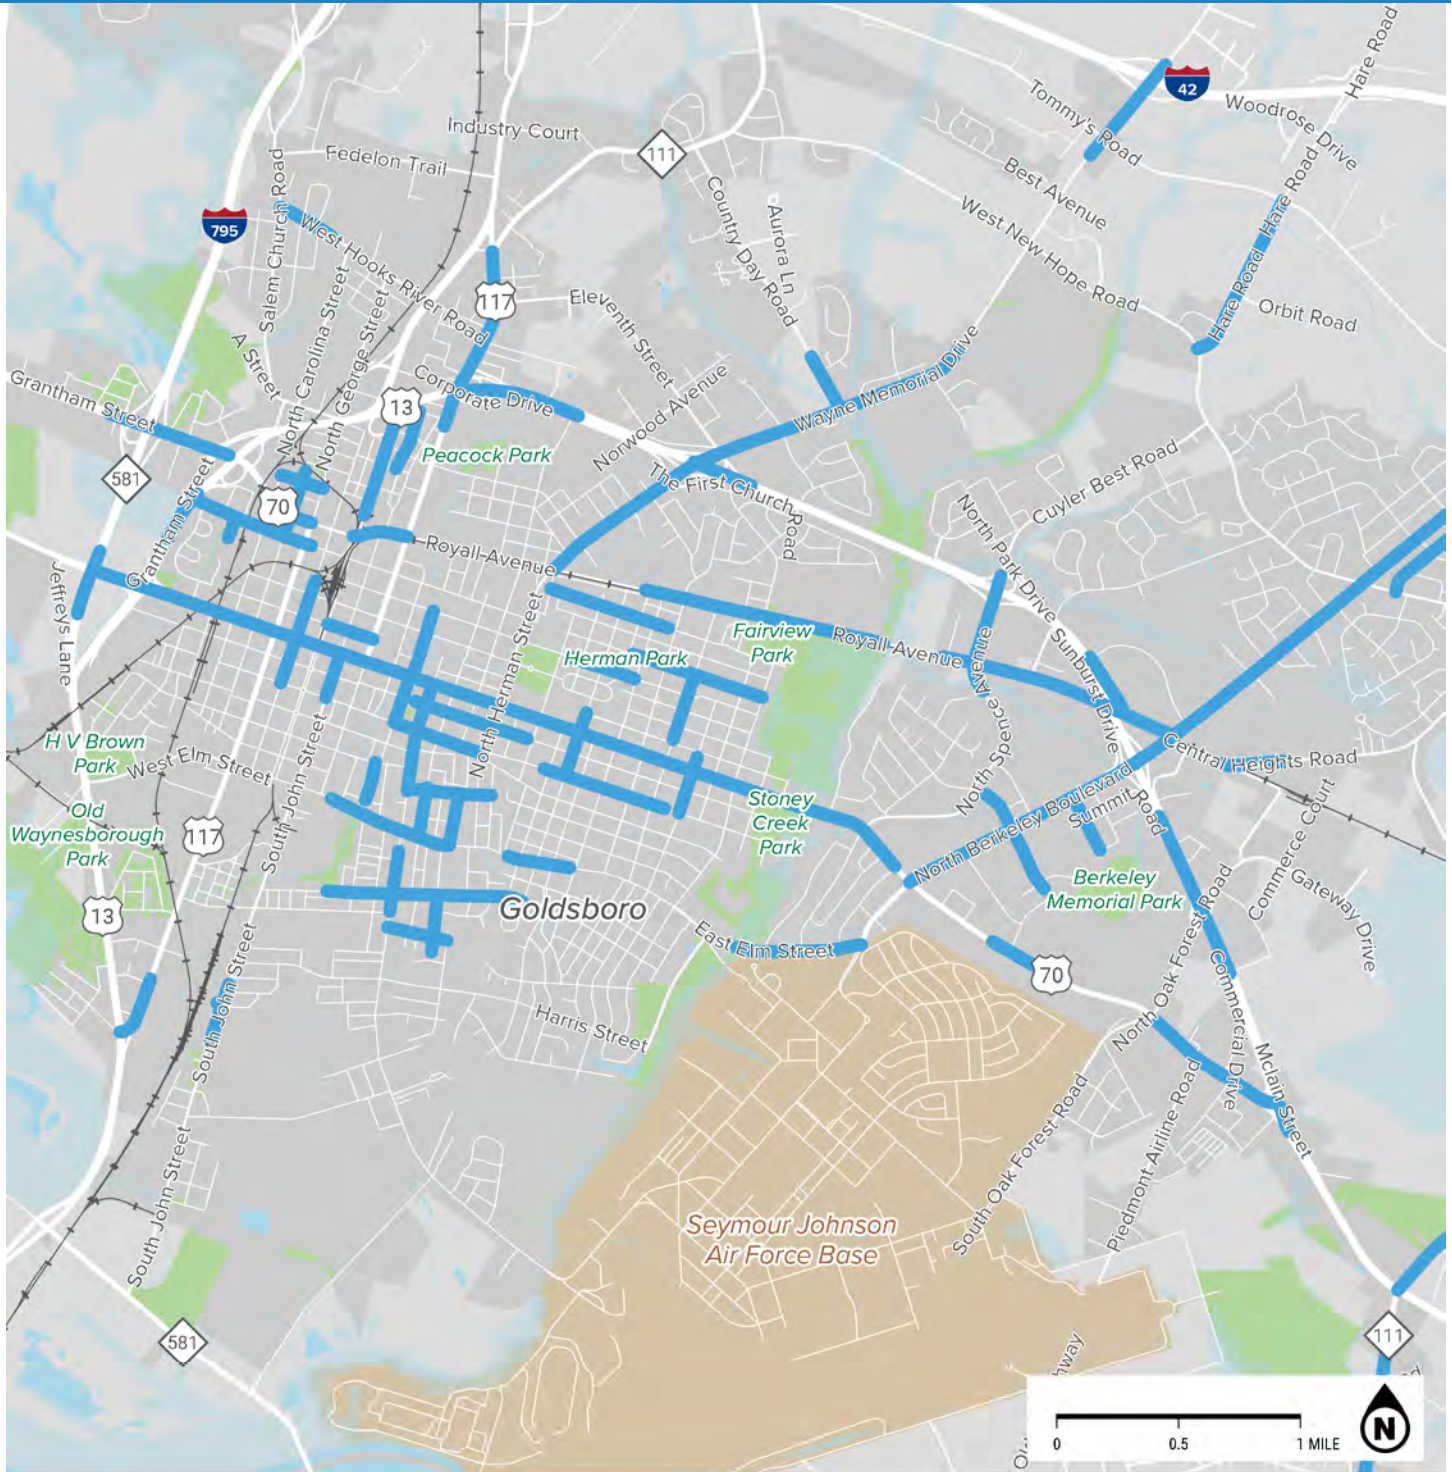 Hare Road
42
Tommy's Road
Woodrose Drive
Industry Court
111
Fedelon Trail
Best Avenue
Salem Church Road
Country Day Road
Aurora Ln
West New Hope Road
Hare Road
Hare Road
795
West Hooks River Road
117
Eleventh Street
Orbit Road
North Carolina Street
North George Street
A Street
Grantham Street
Corporate Drive
13
Norwood Avenue
Wayne Memorial Drive
Peacock Park
581
Grantham Street
70
The First Church
Road
Cuyler Best Road
North Park Drive
Royall Avenue
Jeffreys Lane
North Herman Street
Fairview
Park
Royall Avenue
Herman Park
Sunburst Drive
North Spence Avenue
H V Brown
Park
West Elm Street
South John Street
Central Heights Road
North Berkeley Boulevard
Summit
Road
Stoney
Creek
Park
Old
Waynesborough
Park
117
South John Street
Commerce Court
Gateway Drive
Berkeley
Memorial Park
13
Goldsboro
East Elm Street
70
North Oak Forest Road
Commercial Drive
South John Street
Harris Street
Mclain Street
South Oak Forest Road
Piedmont Airline Road
South John Street
Seymour Johnson
Air Force Base
581
111
0
0.5
1 MILE
N